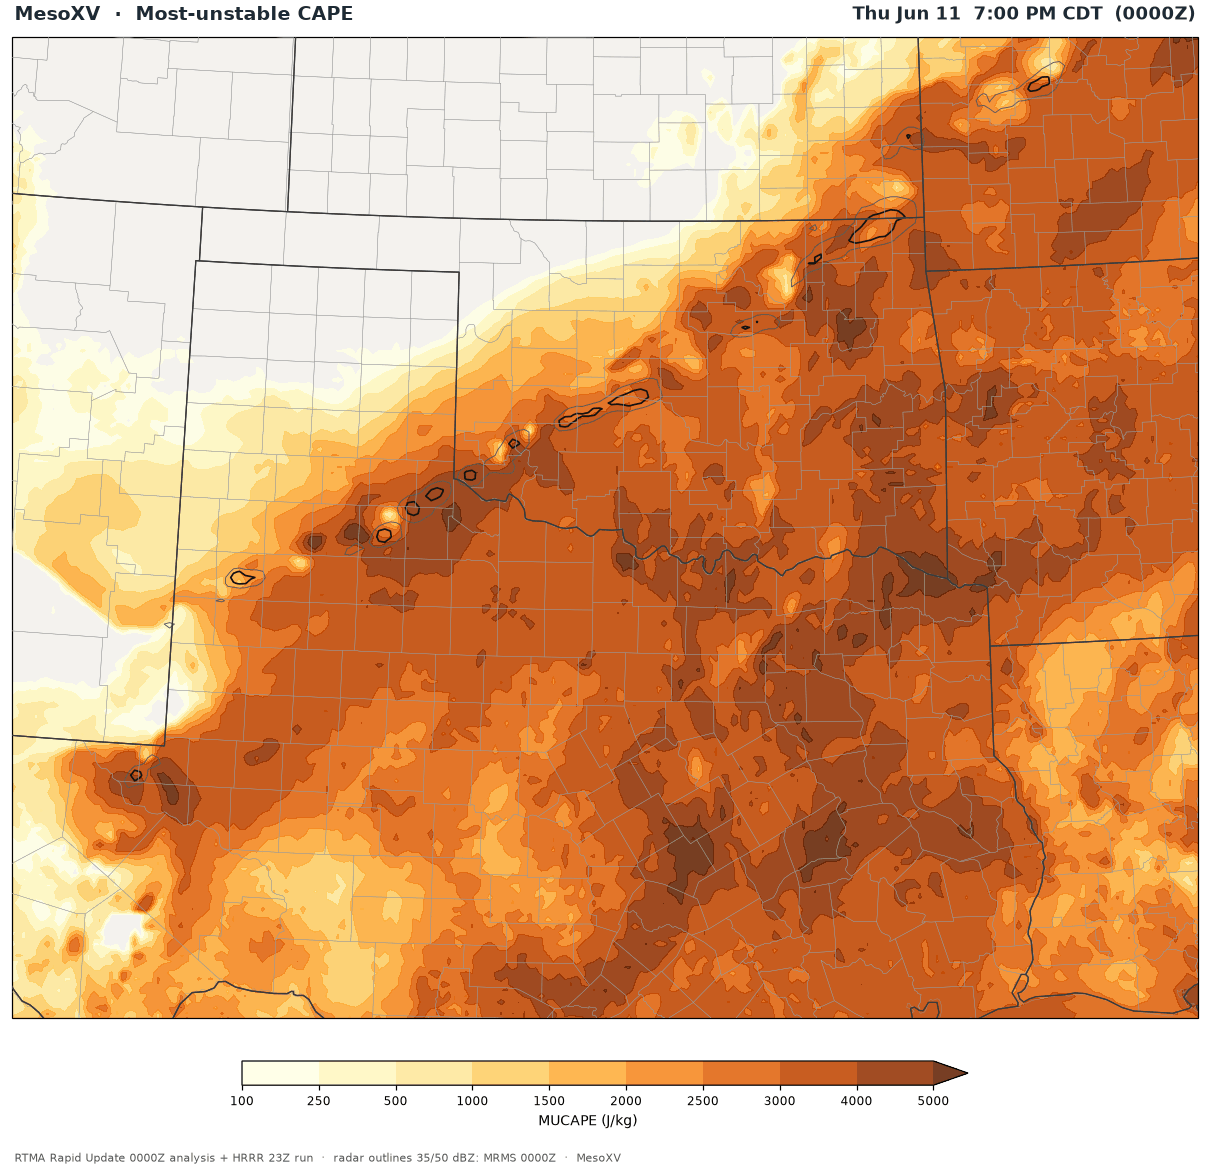 MesoXV · Most-unstable CAPE
Thu Jun 11 7:00 PM CDT (0000Z)
100 250 500 1000 1500 2000 2500 3000 4000 5000
MUCAPE (J/kg)
RTMA Rapid Update 0000Z analysis + HRRR 23Z run · radar outlines 35/50 dBZ: MRMS 0000Z · MesoXV